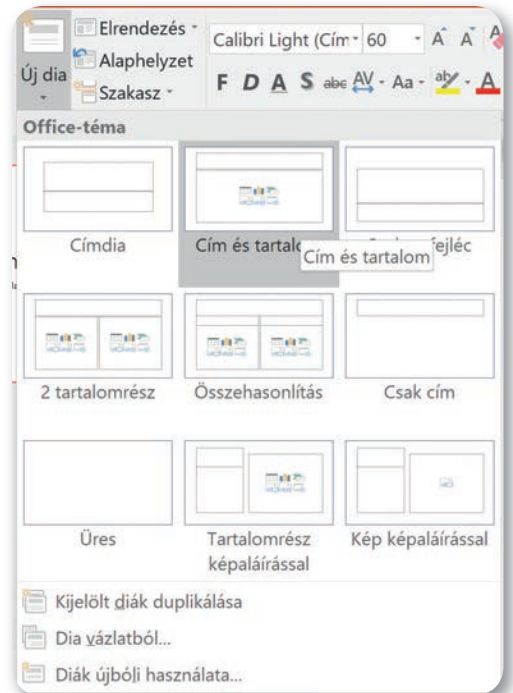 Új dia
Elrendezés
Alaphelyzet
Szakasz
Calibri Light (Cím 60 A A
F D A S abc AV Aa aby A
Office-téma
Címdia
Cím és tartalo
fejléc
Cím és tartalom
2 tartalomrész
Összehasonlítás
Csak cím
Üres
Tartalomrész képaláírással
Kép képaláírással
Kijelölt diák duplikálása
Dia vázlatból...
Diák újbóli használata...